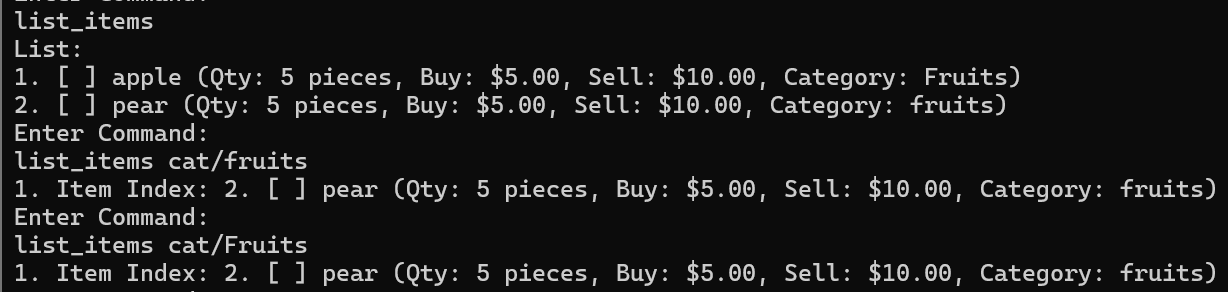 list_items
List:
1. [ ] apple (Qty: 5 pieces, Buy: $5.00, Sell: $10.00, Category: Fruits)
2. [ ] pear (Qty: 5 pieces, Buy: $5.00, Sell: $10.00, Category: fruits)
Enter Command:
list_items cat/fruits
1. Item Index: 2. [ ] pear (Qty: 5 pieces, Buy: $5.00, Sell: $10.00, Category: fruits)
Enter Command:
list_items cat/Fruits
1. Item Index: 2. [ ] pear (Qty: 5 pieces, Buy: $5.00, Sell: $10.00, Category: fruits)